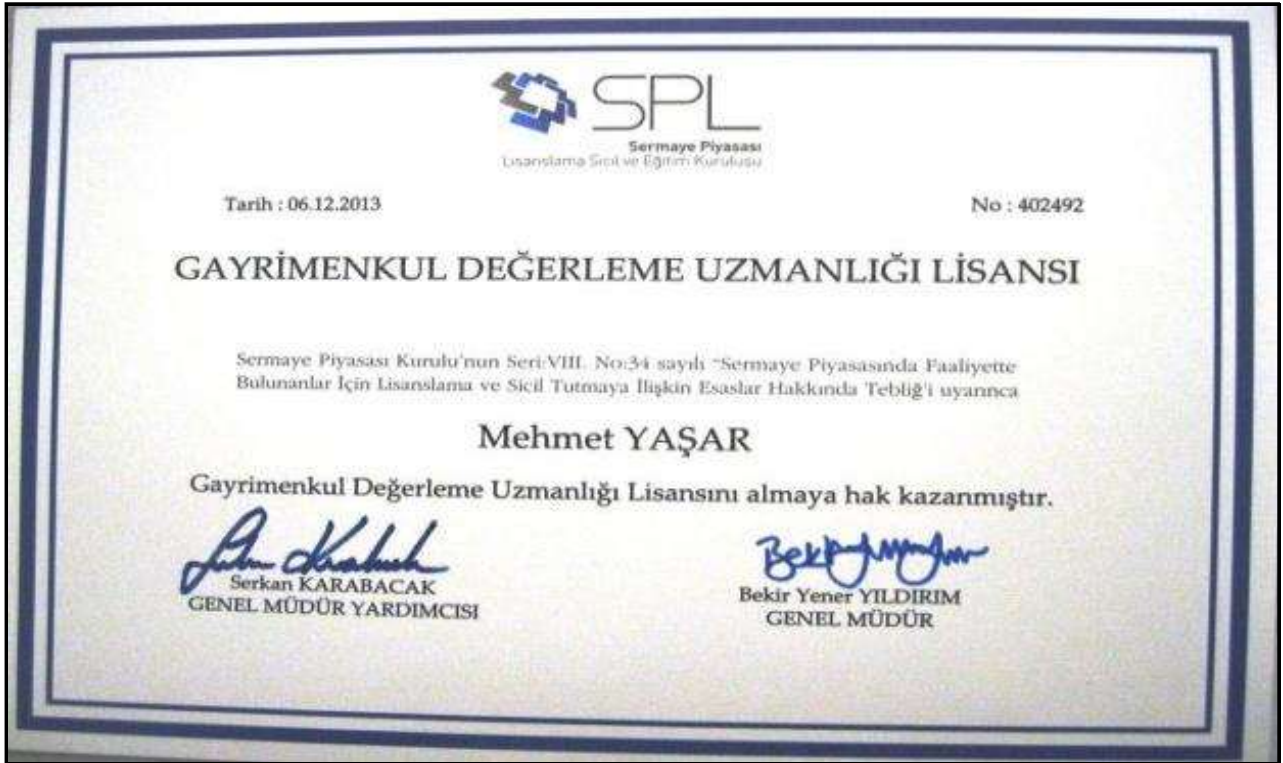 SPL
Sermaye Piyasası
Lisanslama Sicil ve Eğitim Kuruluşu
Tarih : 06.12.2013
No : 402492
GAYRİMENKUL DEĞERLEME UZMANLIĞI LİSANSI
Sermaye Piyasası Kurulu'nun Seri:VIII. No:34 sayılı "Sermaye Piyasasında Faaliyette
Bulunanlar İçin Lisanslama ve Sicil Tutmaya İlişkin Esaslar Hakkında Tebliğ'i uyarınca
Mehmet YAŞAR
Gayrimenkul Değerleme Uzmanlığı Lisansını almaya hak kazanmıştır.
Serkan KARABACAK
GENEL MÜDÜR YARDIMCISI
Bekir Yener YILDIRIM
GENEL MÜDÜR